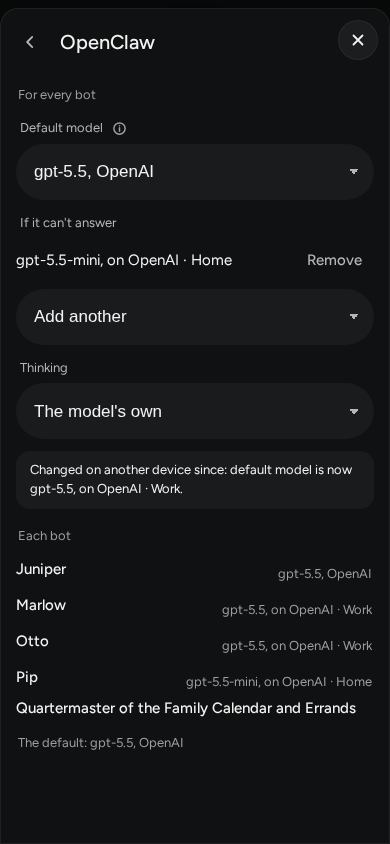 OpenClaw
For every bot
Default model
gpt-5.5, OpenAI
If it can't answer
gpt-5.5-mini, on OpenAI · Home Remove
Add another
Thinking
The model's own
Changed on another device since: default model is now
gpt-5.5, on OpenAI · Work.
Each bot
Juniper gpt-5.5, OpenAI
Marlow gpt-5.5, on OpenAI · Work
Otto gpt-5.5, on OpenAI · Work
Pip gpt-5.5-mini, on OpenAI · Home
Quartermaster of the Family Calendar and Errands
The default: gpt-5.5, OpenAI